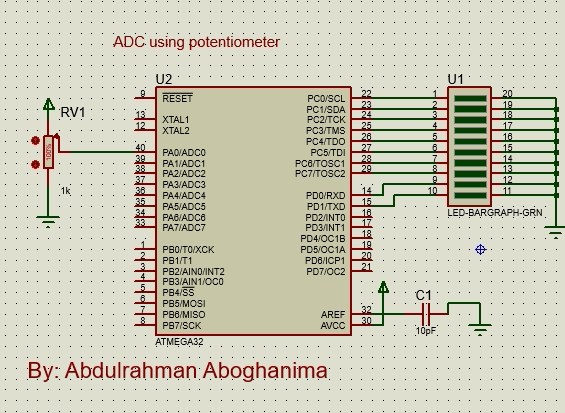 ADC using potentiometer
U2
U1
RV1
100%
1k
9 RESET
13 XTAL1
12 XTAL2
40 PA0/ADC0
39 PA1/ADC1
38 PA2/ADC2
37 PA3/ADC3
36 PA4/ADC4
35 PA5/ADC5
34 PA6/ADC6
33 PA7/ADC7
1 PB0/T0/XCK
2 PB1/T1
3 PB2/AIN0/INT2
4 PB3/AIN1/OC0
5 PB4/SS
6 PB5/MOSI
7 PB6/MISO
8 PB7/SCK
PC0/SCL 22
PC1/SDA 23
PC2/TCK 24
PC3/TMS 25
PC4/TDO 26
PC5/TDI 27
PC6/TOSC1 28
PC7/TOSC2 29
PD0/RXD 14
PD1/TXD 15
PD2/INT0 16
PD3/INT1 17
PD4/OC1B 18
PD5/OC1A 19
PD6/ICP1 20
PD7/OC2 21
AREF 32
AVCC 30
ATMEGA32
1 20
2 19
3 18
4 17
5 16
6 15
7 14
8 13
9 12
10 11
LED-BARGRAPH-GRN
C1
10pF
By: Abdulrahman Aboghanima